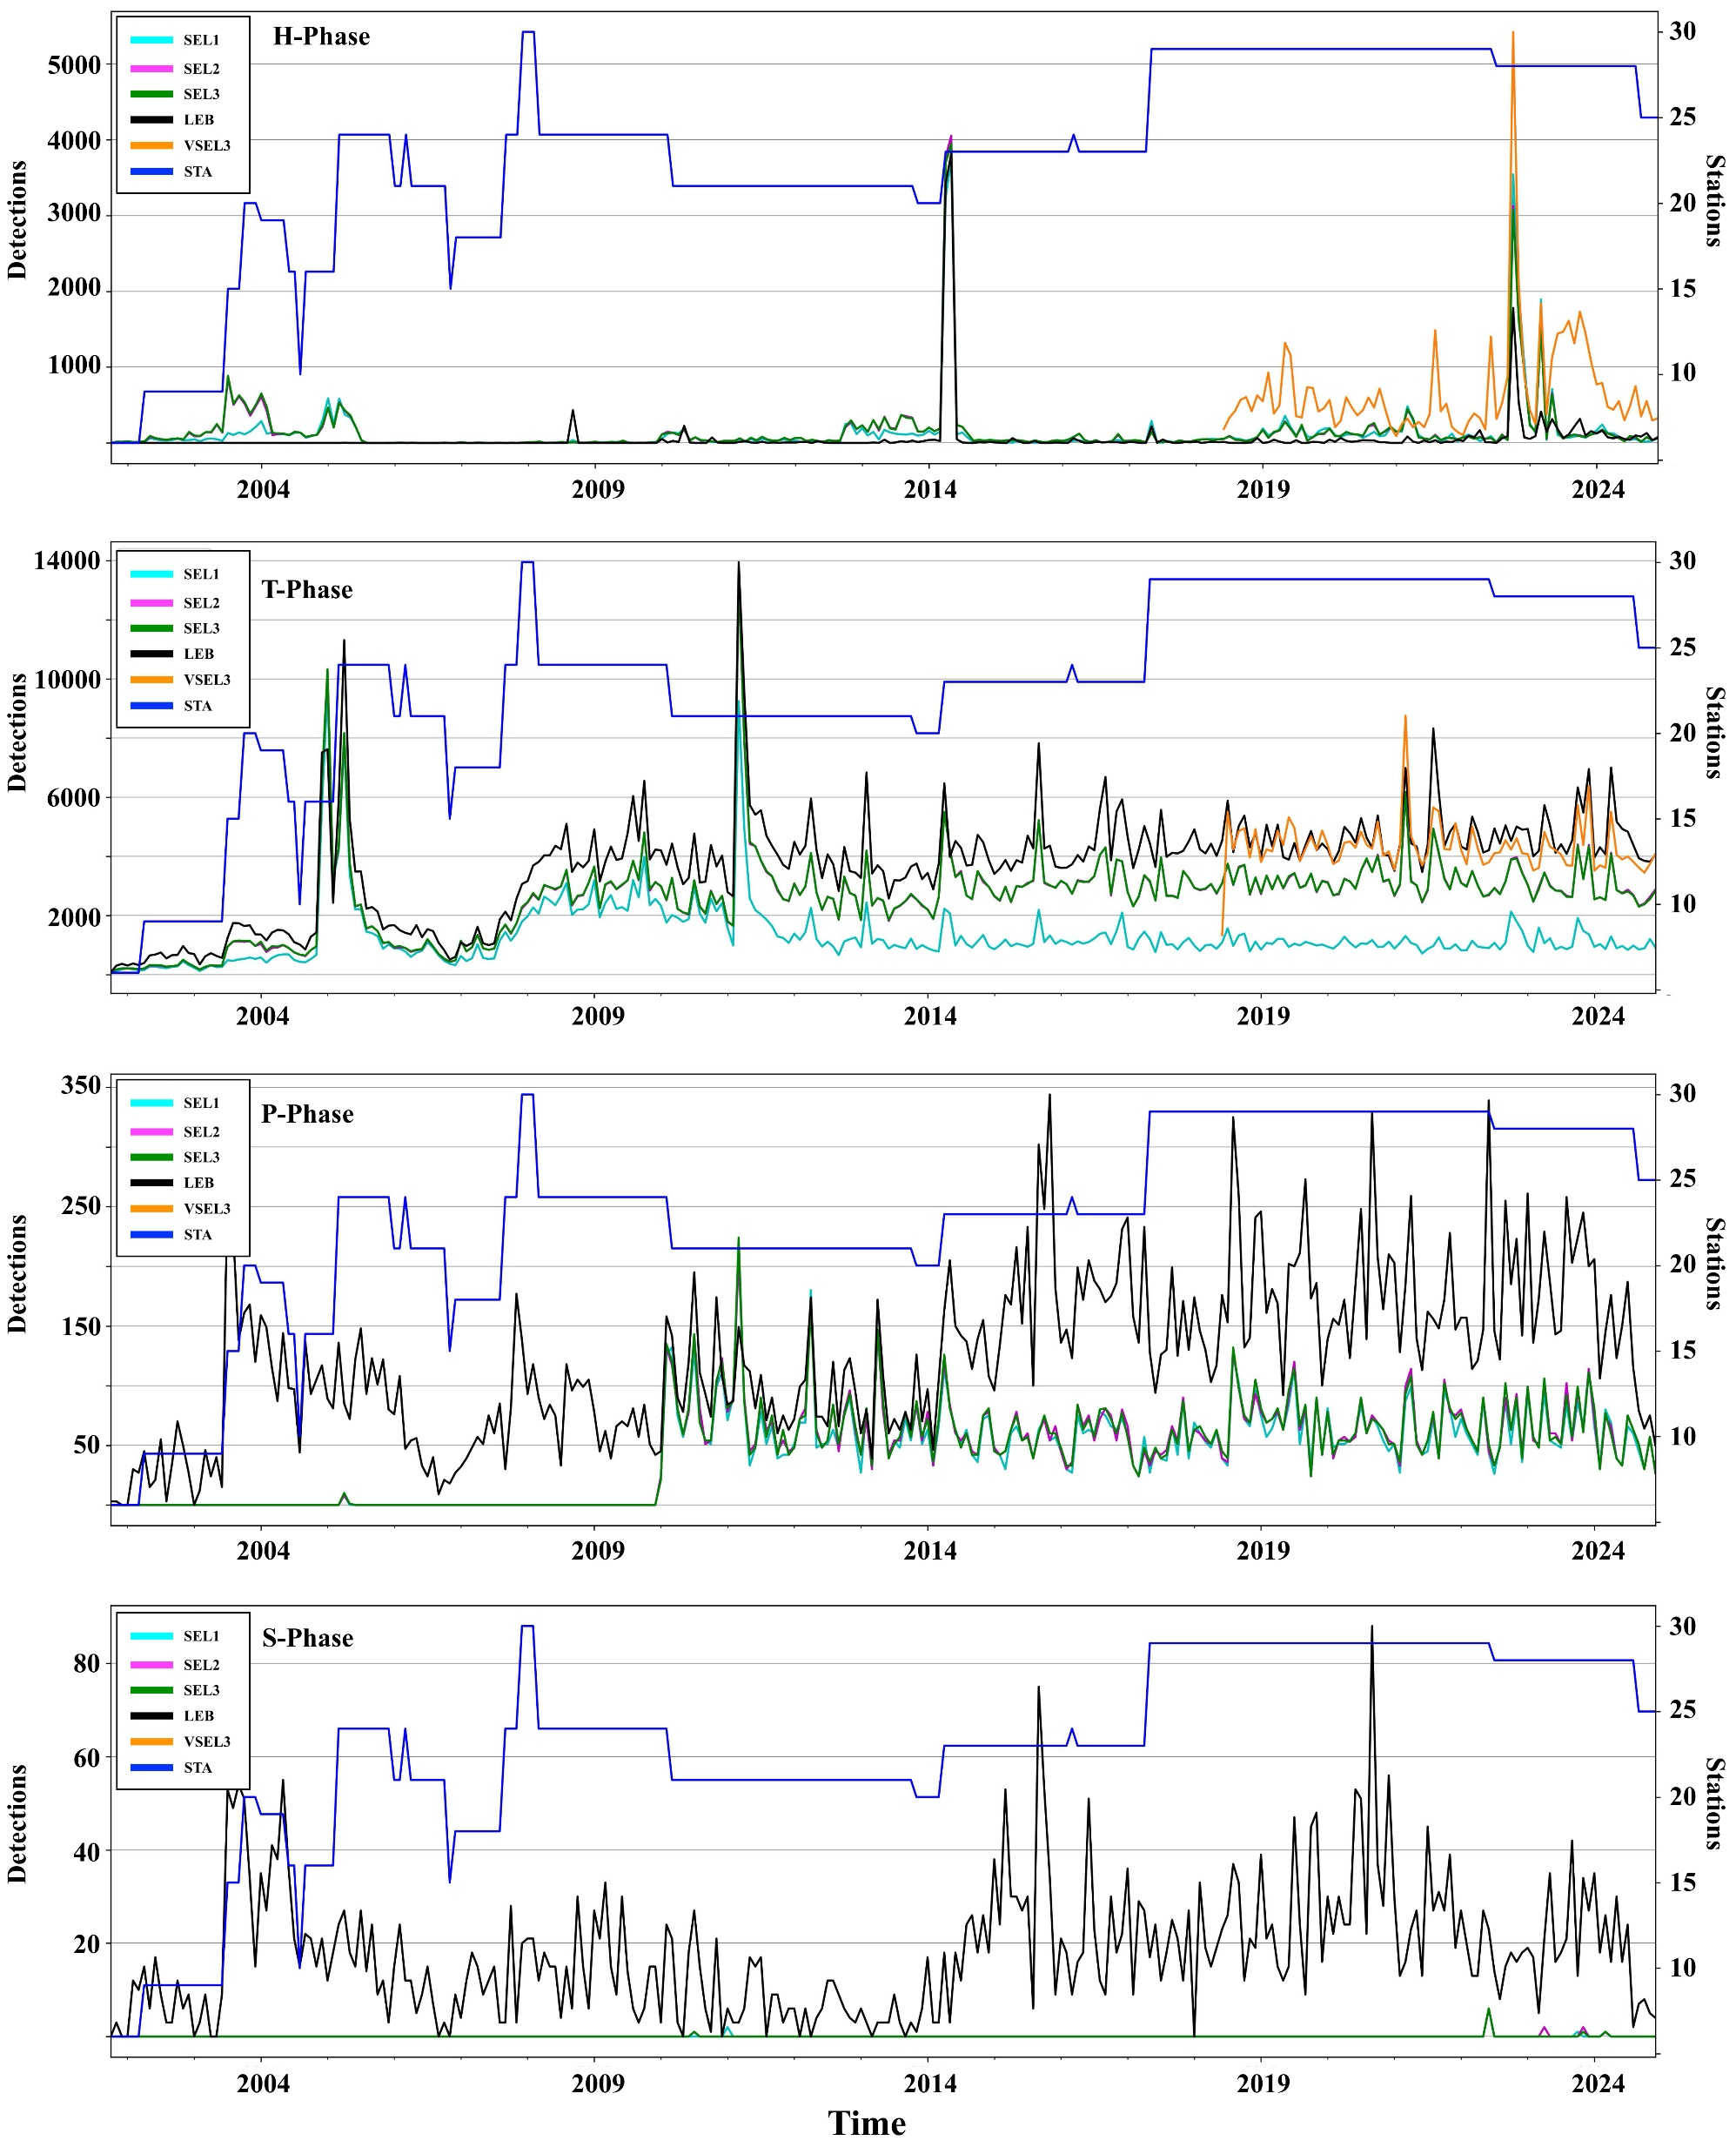 H-Phase
SEL1
SEL2
SEL3
LEB
VSEL3
STA
Detections
5000
4000
3000
2000
1000
Stations
30
25
20
15
10
2004 2009 2014 2019 2024
T-Phase
SEL1
SEL2
SEL3
LEB
VSEL3
STA
Detections
14000
10000
6000
2000
Stations
30
25
20
15
10
2004 2009 2014 2019 2024
P-Phase
SEL1
SEL2
SEL3
LEB
VSEL3
STA
Detections
350
250
150
50
Stations
30
25
20
15
10
2004 2009 2014 2019 2024
S-Phase
SEL1
SEL2
SEL3
LEB
VSEL3
STA
Detections
80
60
40
20
Stations
30
25
20
15
10
2004 2009 2014 2019 2024
Time